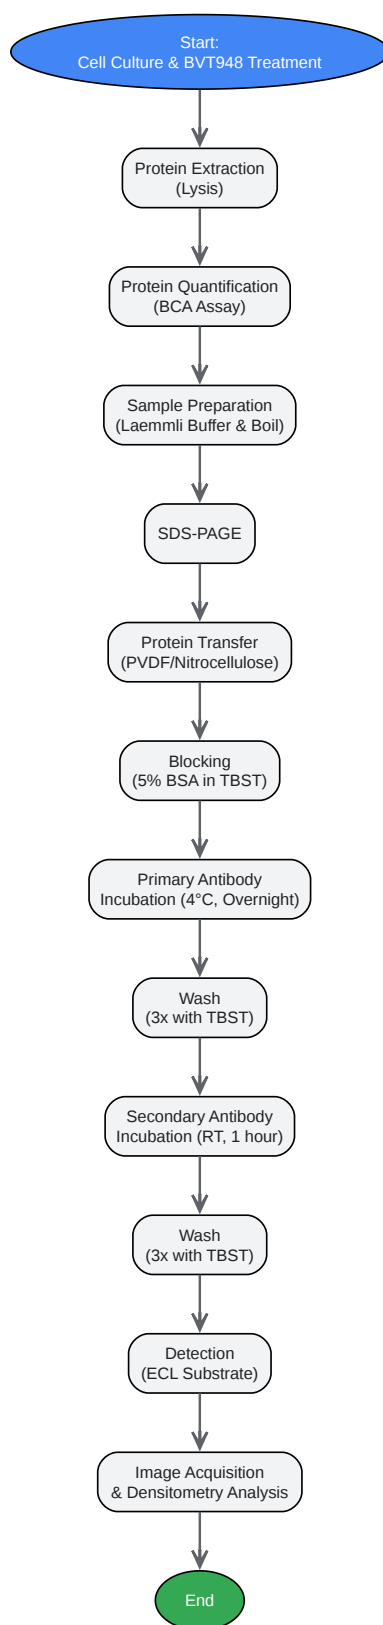 Start:
Cell Culture & BVT948 Treatment
Protein Extraction
(Lysis)
Protein Quantification
(BCA Assay)
Sample Preparation
(Laemmli Buffer & Boil)
SDS-PAGE
Protein Transfer
(PVDF/Nitrocellulose)
Blocking
(5% BSA in TBST)
Primary Antibody
Incubation (4°C, Overnight)
Wash
(3x with TBST)
Secondary Antibody
Incubation (RT, 1 hour)
Wash
(3x with TBST)
Detection
(ECL Substrate)
Image Acquisition
& Densitometry Analysis
End